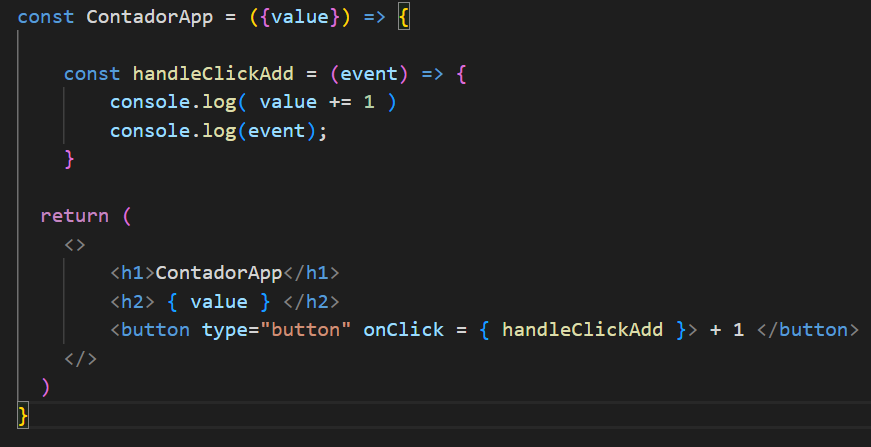 const ContadorApp = ({value}) => {
const handleClickAdd = (event) => {
console.log( value += 1 )
console.log(event);
}
return (
<>
<h1>ContadorApp</h1>
<h2> { value } </h2>
<button type="button" onClick = { handleClickAdd }> + 1 </button>
</>
)
}